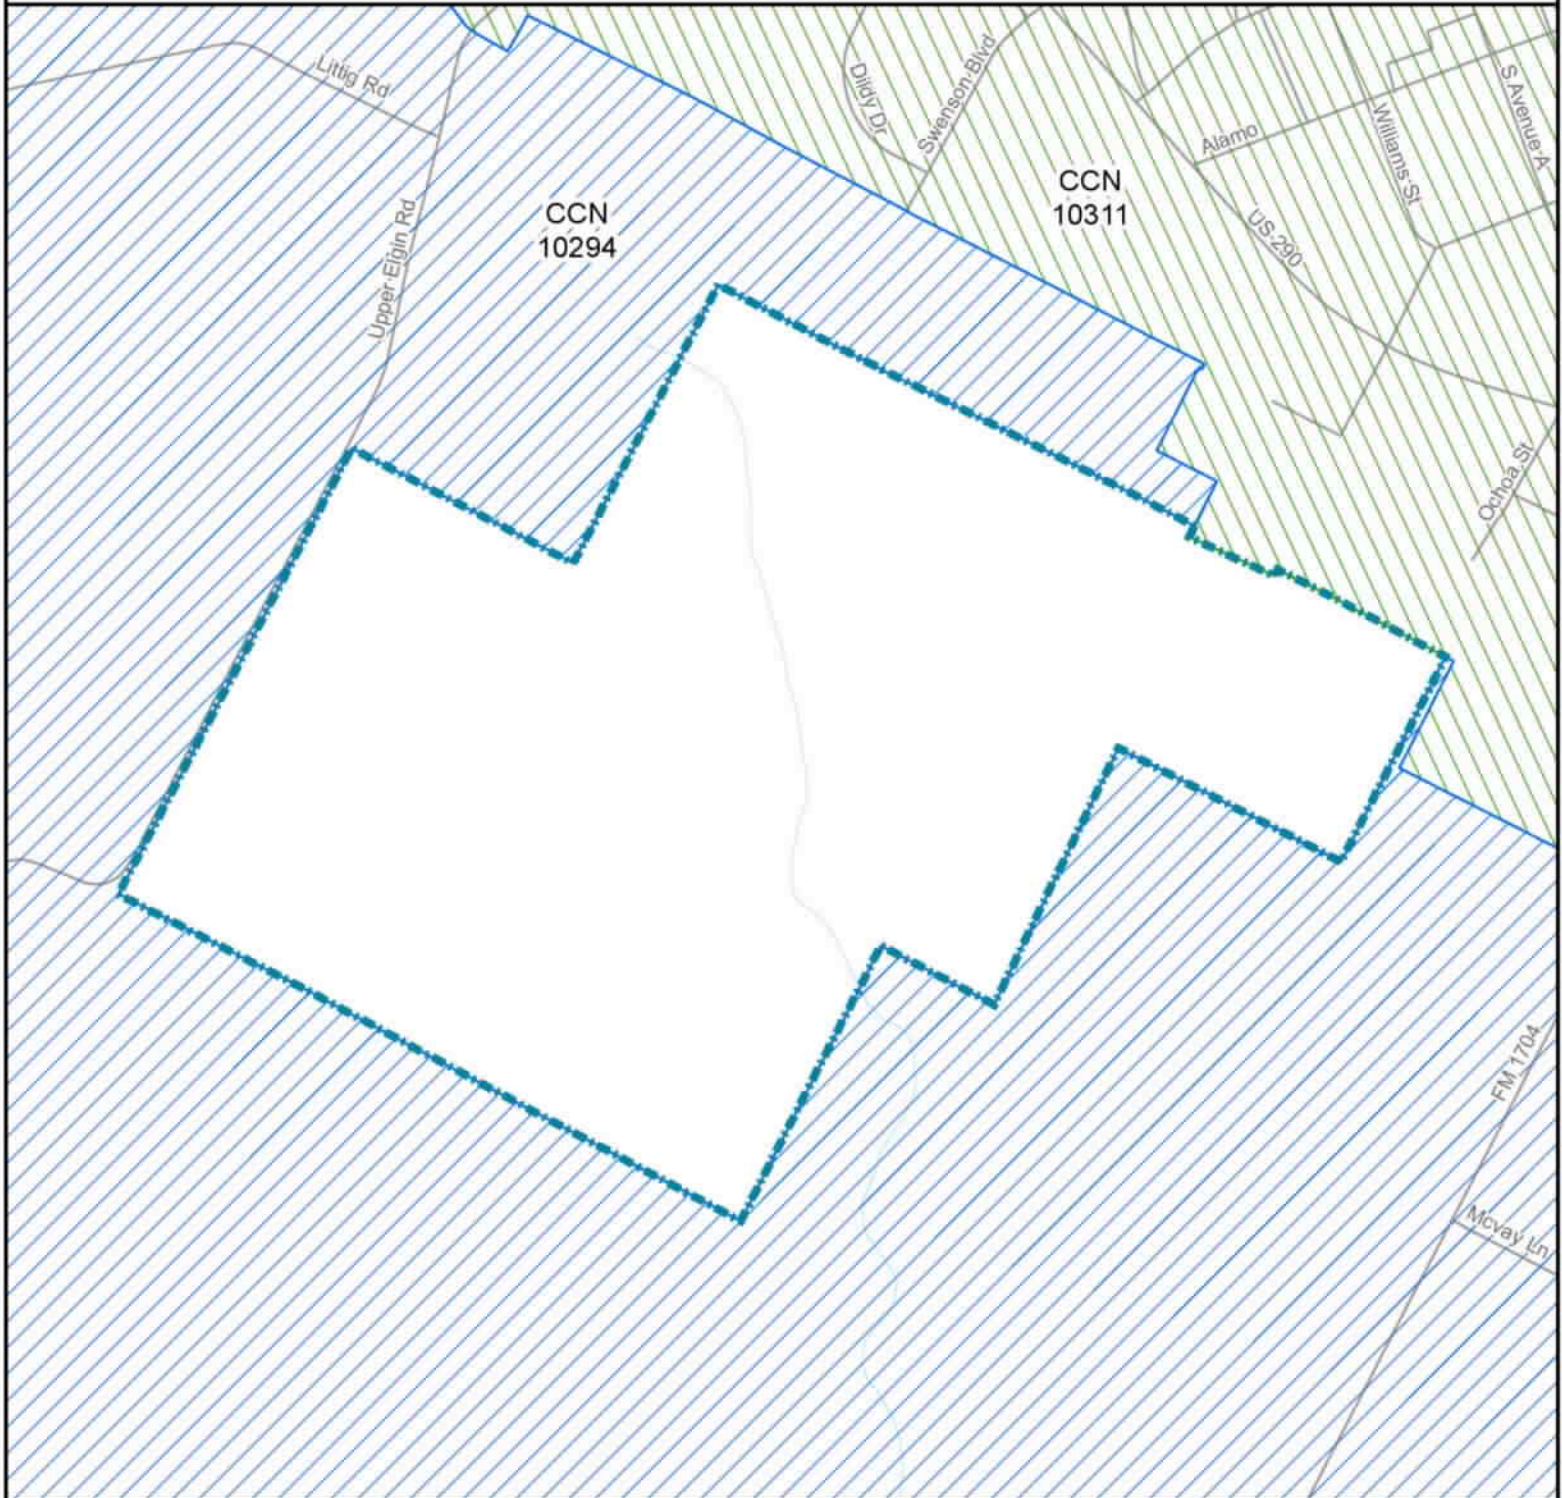 Littig Rd
Dildy Dr
Swenson Blvd
Alamo
Williams St
S Avenue A
CCN
10311
CCN
10294
Upper Elgin Rd
US 290
Ochoa St
FM 1704
Mcvay Ln